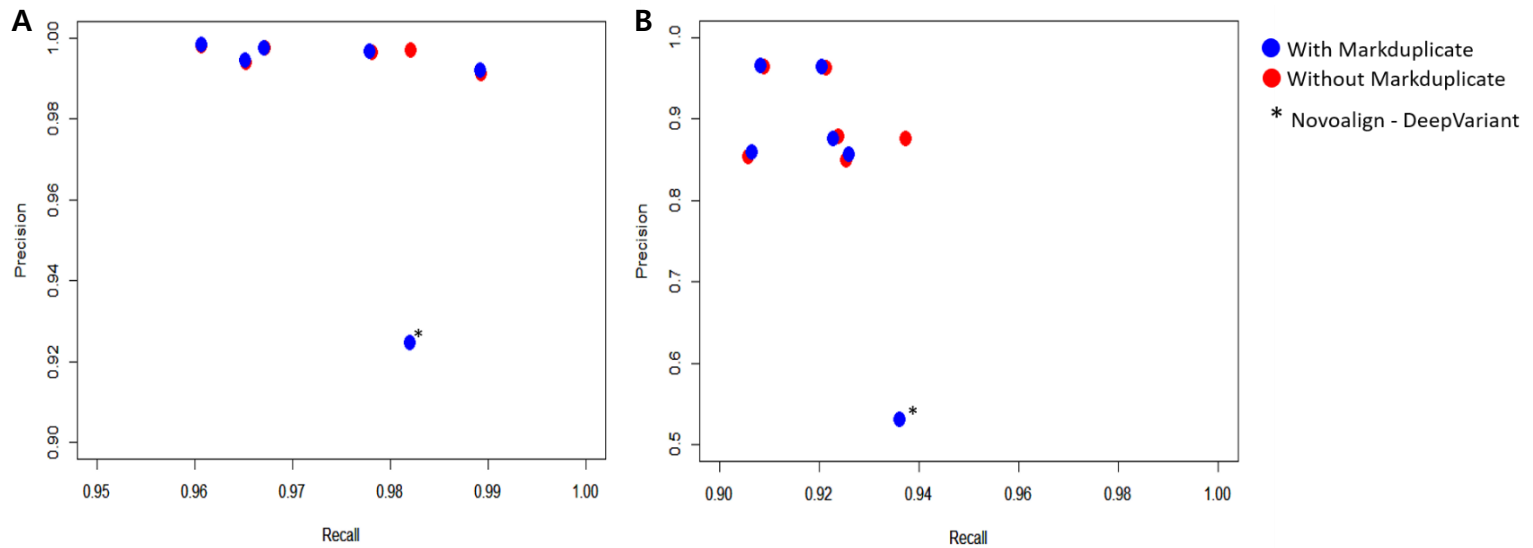 A
B
1.00
0.98
0.96
0.94
0.92
0.90
Precision
0.95
0.96
0.97
0.98
0.99
1.00
Recall
*
1.0
0.9
0.8
0.7
0.6
0.5
Precision
0.90
0.92
0.94
0.96
0.98
1.00
Recall
*
With Markduplicate
Without Markduplicate
* Novoalign - DeepVariant